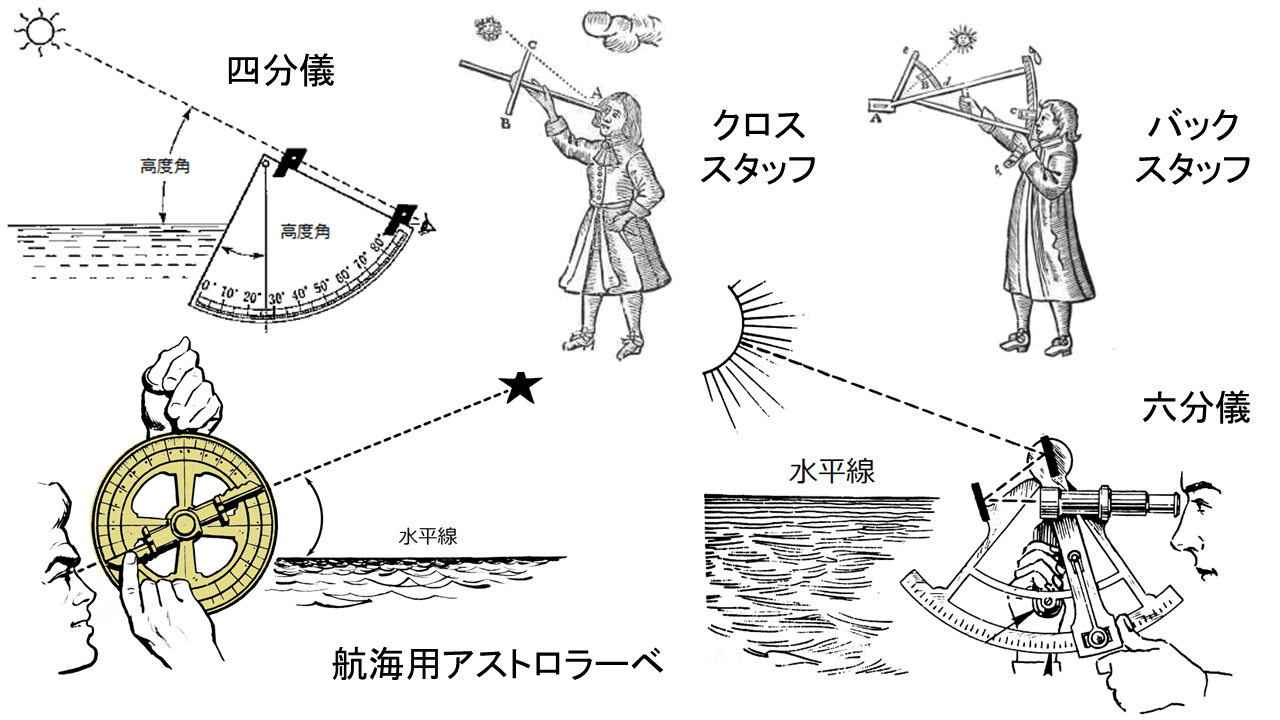 四分儀
高度角
高度角
0° 10° 20° 30° 40° 50° 60° 70° 80°
C
A
B
クロス
スタッフ
B
d
A
c
バック
スタッフ
水平線
航海用アストロラーベ
六分儀
水平線